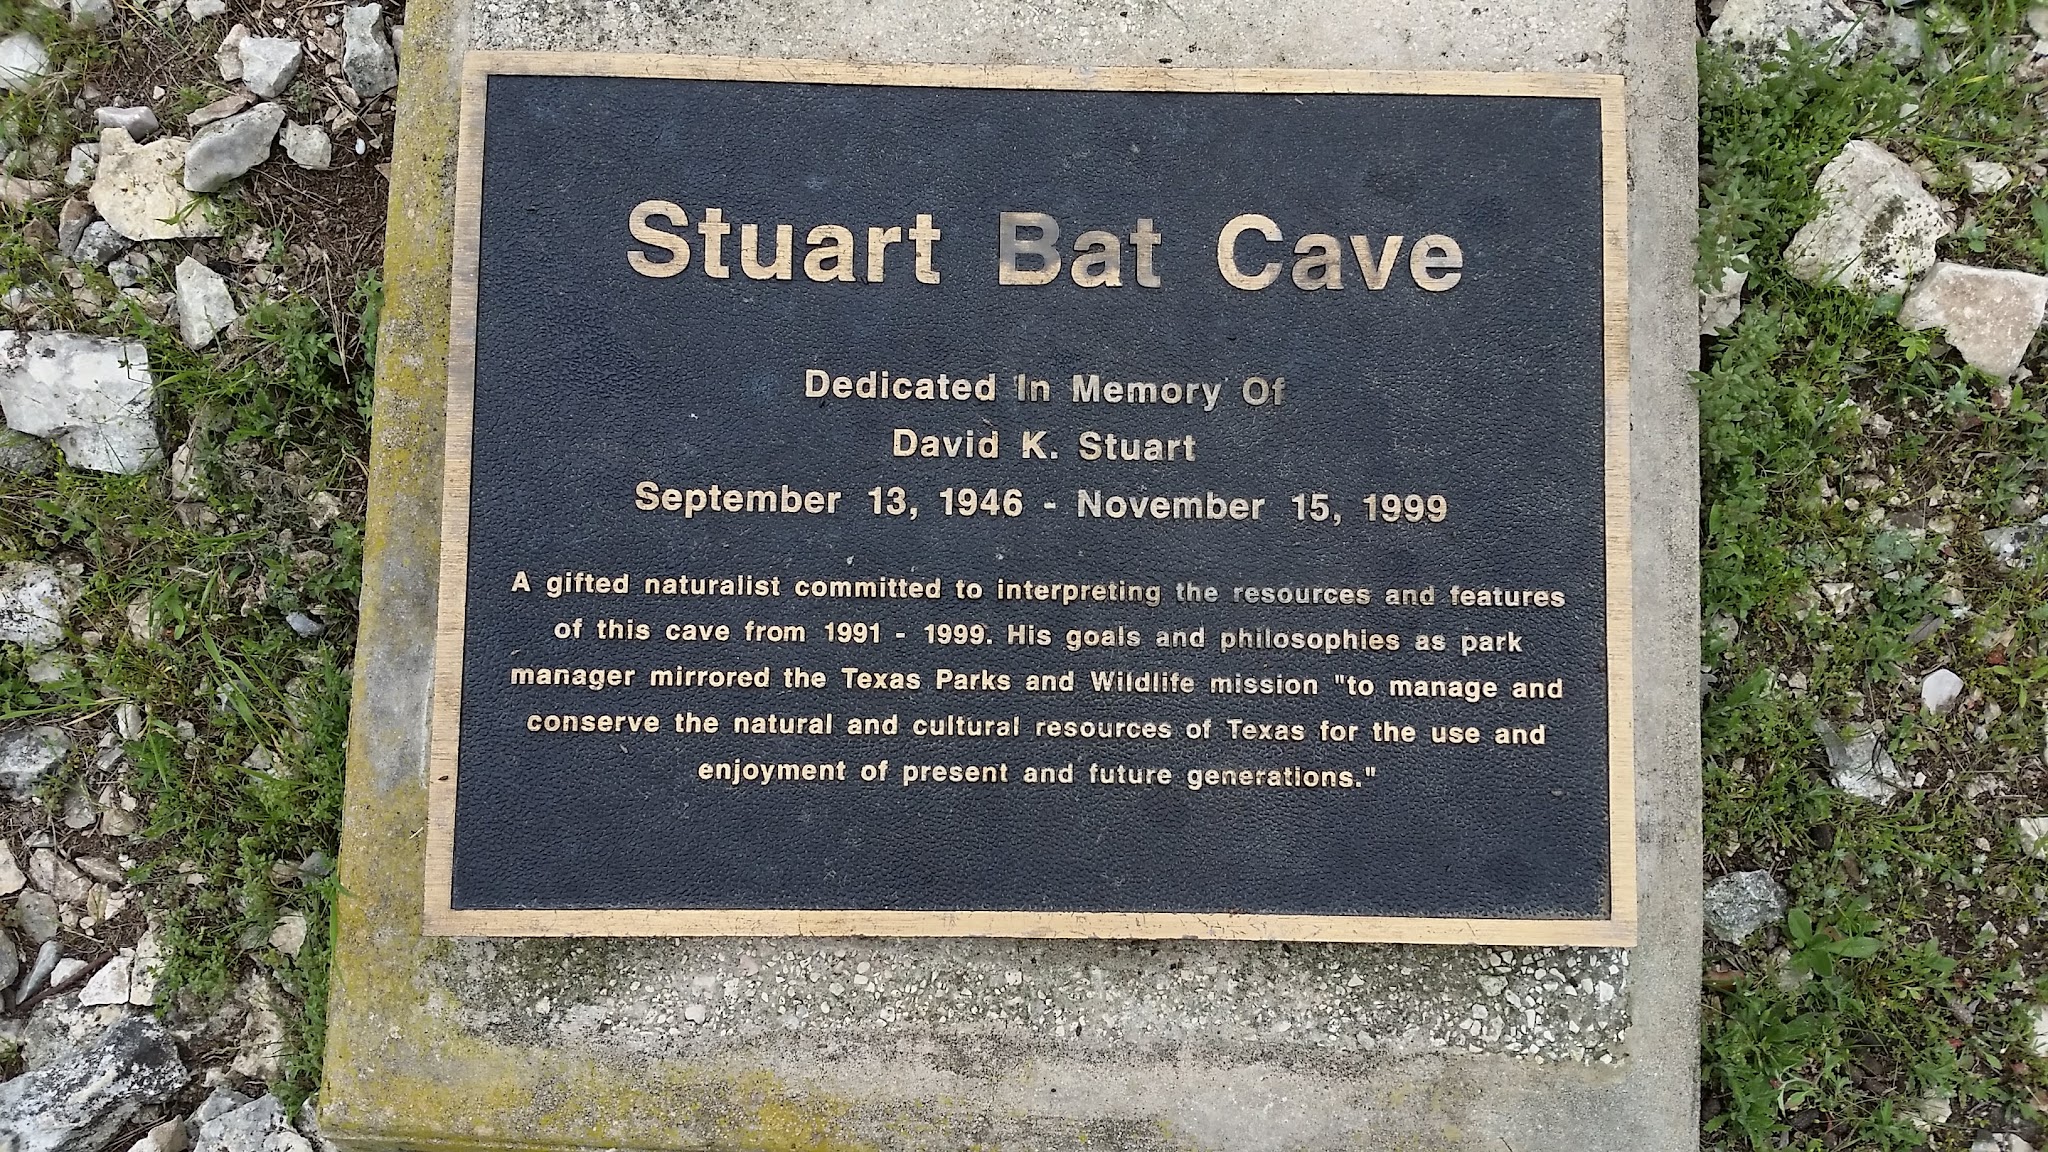 Stuart Bat Cave
Dedicated In Memory Of
David K. Stuart
September 13, 1946 - November 15, 1999
A gifted naturalist committed to interpreting the resources and features
of this cave from 1991 - 1999. His goals and philosophies as park
manager mirrored the Texas Parks and Wildlife mission "to manage and
conserve the natural and cultural resources of Texas for the use and
enjoyment of present and future generations."